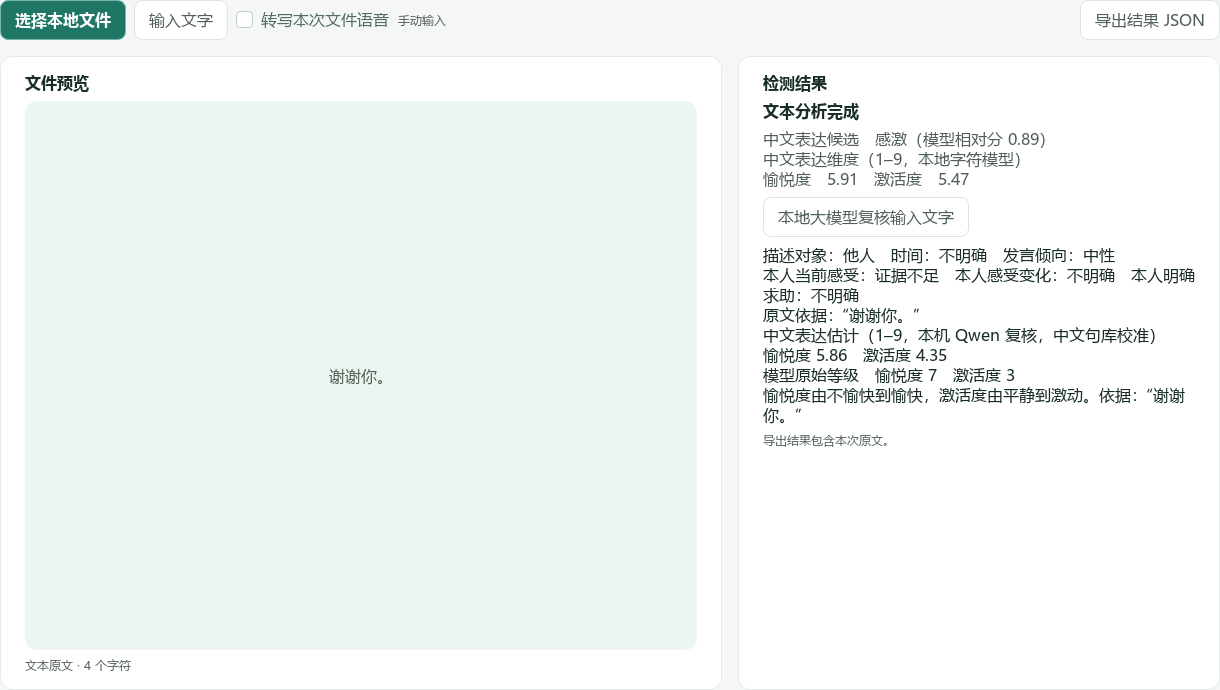 选择本地文件 输入文字 转写本次文件语音 手动输入 导出结果 JSON
文件预览
谢谢你。
文本原文 · 4 个字符
检测结果
文本分析完成
中文表达候选 感激（模型相对分 0.89）
中文表达维度（1–9，本地字符模型）
愉悦度 5.91 激活度 5.47
本地大模型复核输入文字
描述对象：他人 时间：不明确 发言倾向：中性
本人当前感受：证据不足 本人感受变化：不明确 本人明确
求助：不明确
原文依据：“谢谢你。”
中文表达估计（1–9，本机 Qwen 复核，中文句库校准）
愉悦度 5.86 激活度 4.35
模型原始等级 愉悦度 7 激活度 3
愉悦度由不愉快到愉快，激活度由平静到激动。依据：“谢谢
你。”
导出结果包含本次原文。